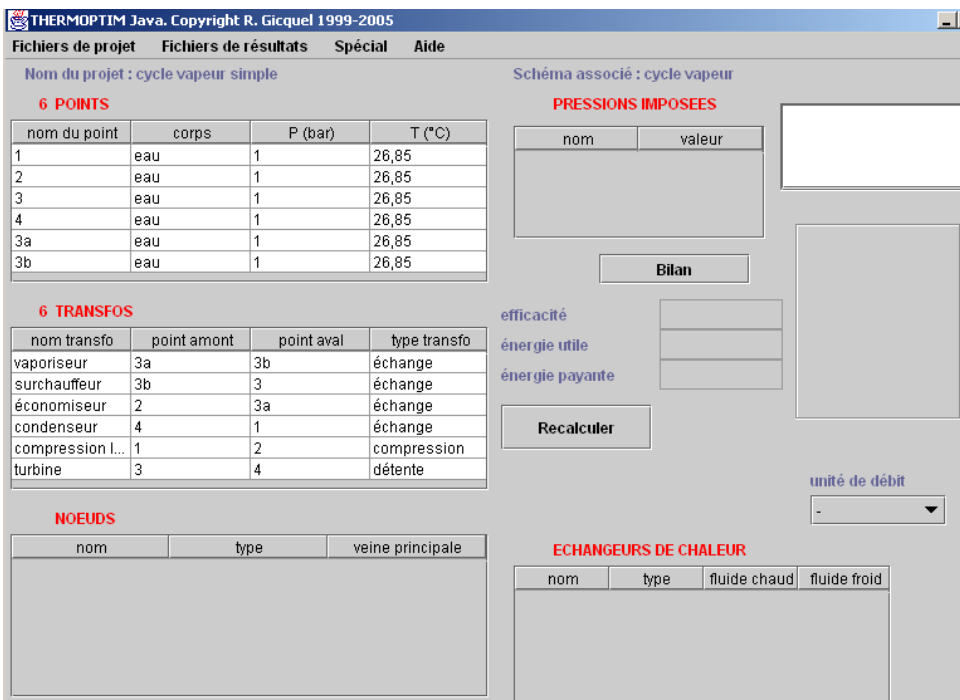 THERMOPTIM Java. Copyright R. Gicquel 1999-2005
Fichiers de projet Fichiers de résultats Spécial Aide
Nom du projet : cycle vapeur simple
Schéma associé : cycle vapeur
6 POINTS
nom du point corps P (bar) T (°C)
1 eau 1 26,85
2 eau 1 26,85
3 eau 1 26,85
4 eau 1 26,85
3a eau 1 26,85
3b eau 1 26,85
6 TRANSFOS
nom transfo point amont point aval type transfo
vaporiseur 3a 3b échange
surchauffeur 3b 3 échange
économiseur 2 3a échange
condenseur 4 1 échange
compression l... 1 2 compression
turbine 3 4 détente
NOEUDS
nom type veine principale
PRESSIONS IMPOSEES
nom valeur
Bilan
efficacité
énergie utile
énergie payante
Recalculer
unité de débit
-
ECHANGEURS DE CHALEUR
nom type fluide chaud fluide froid